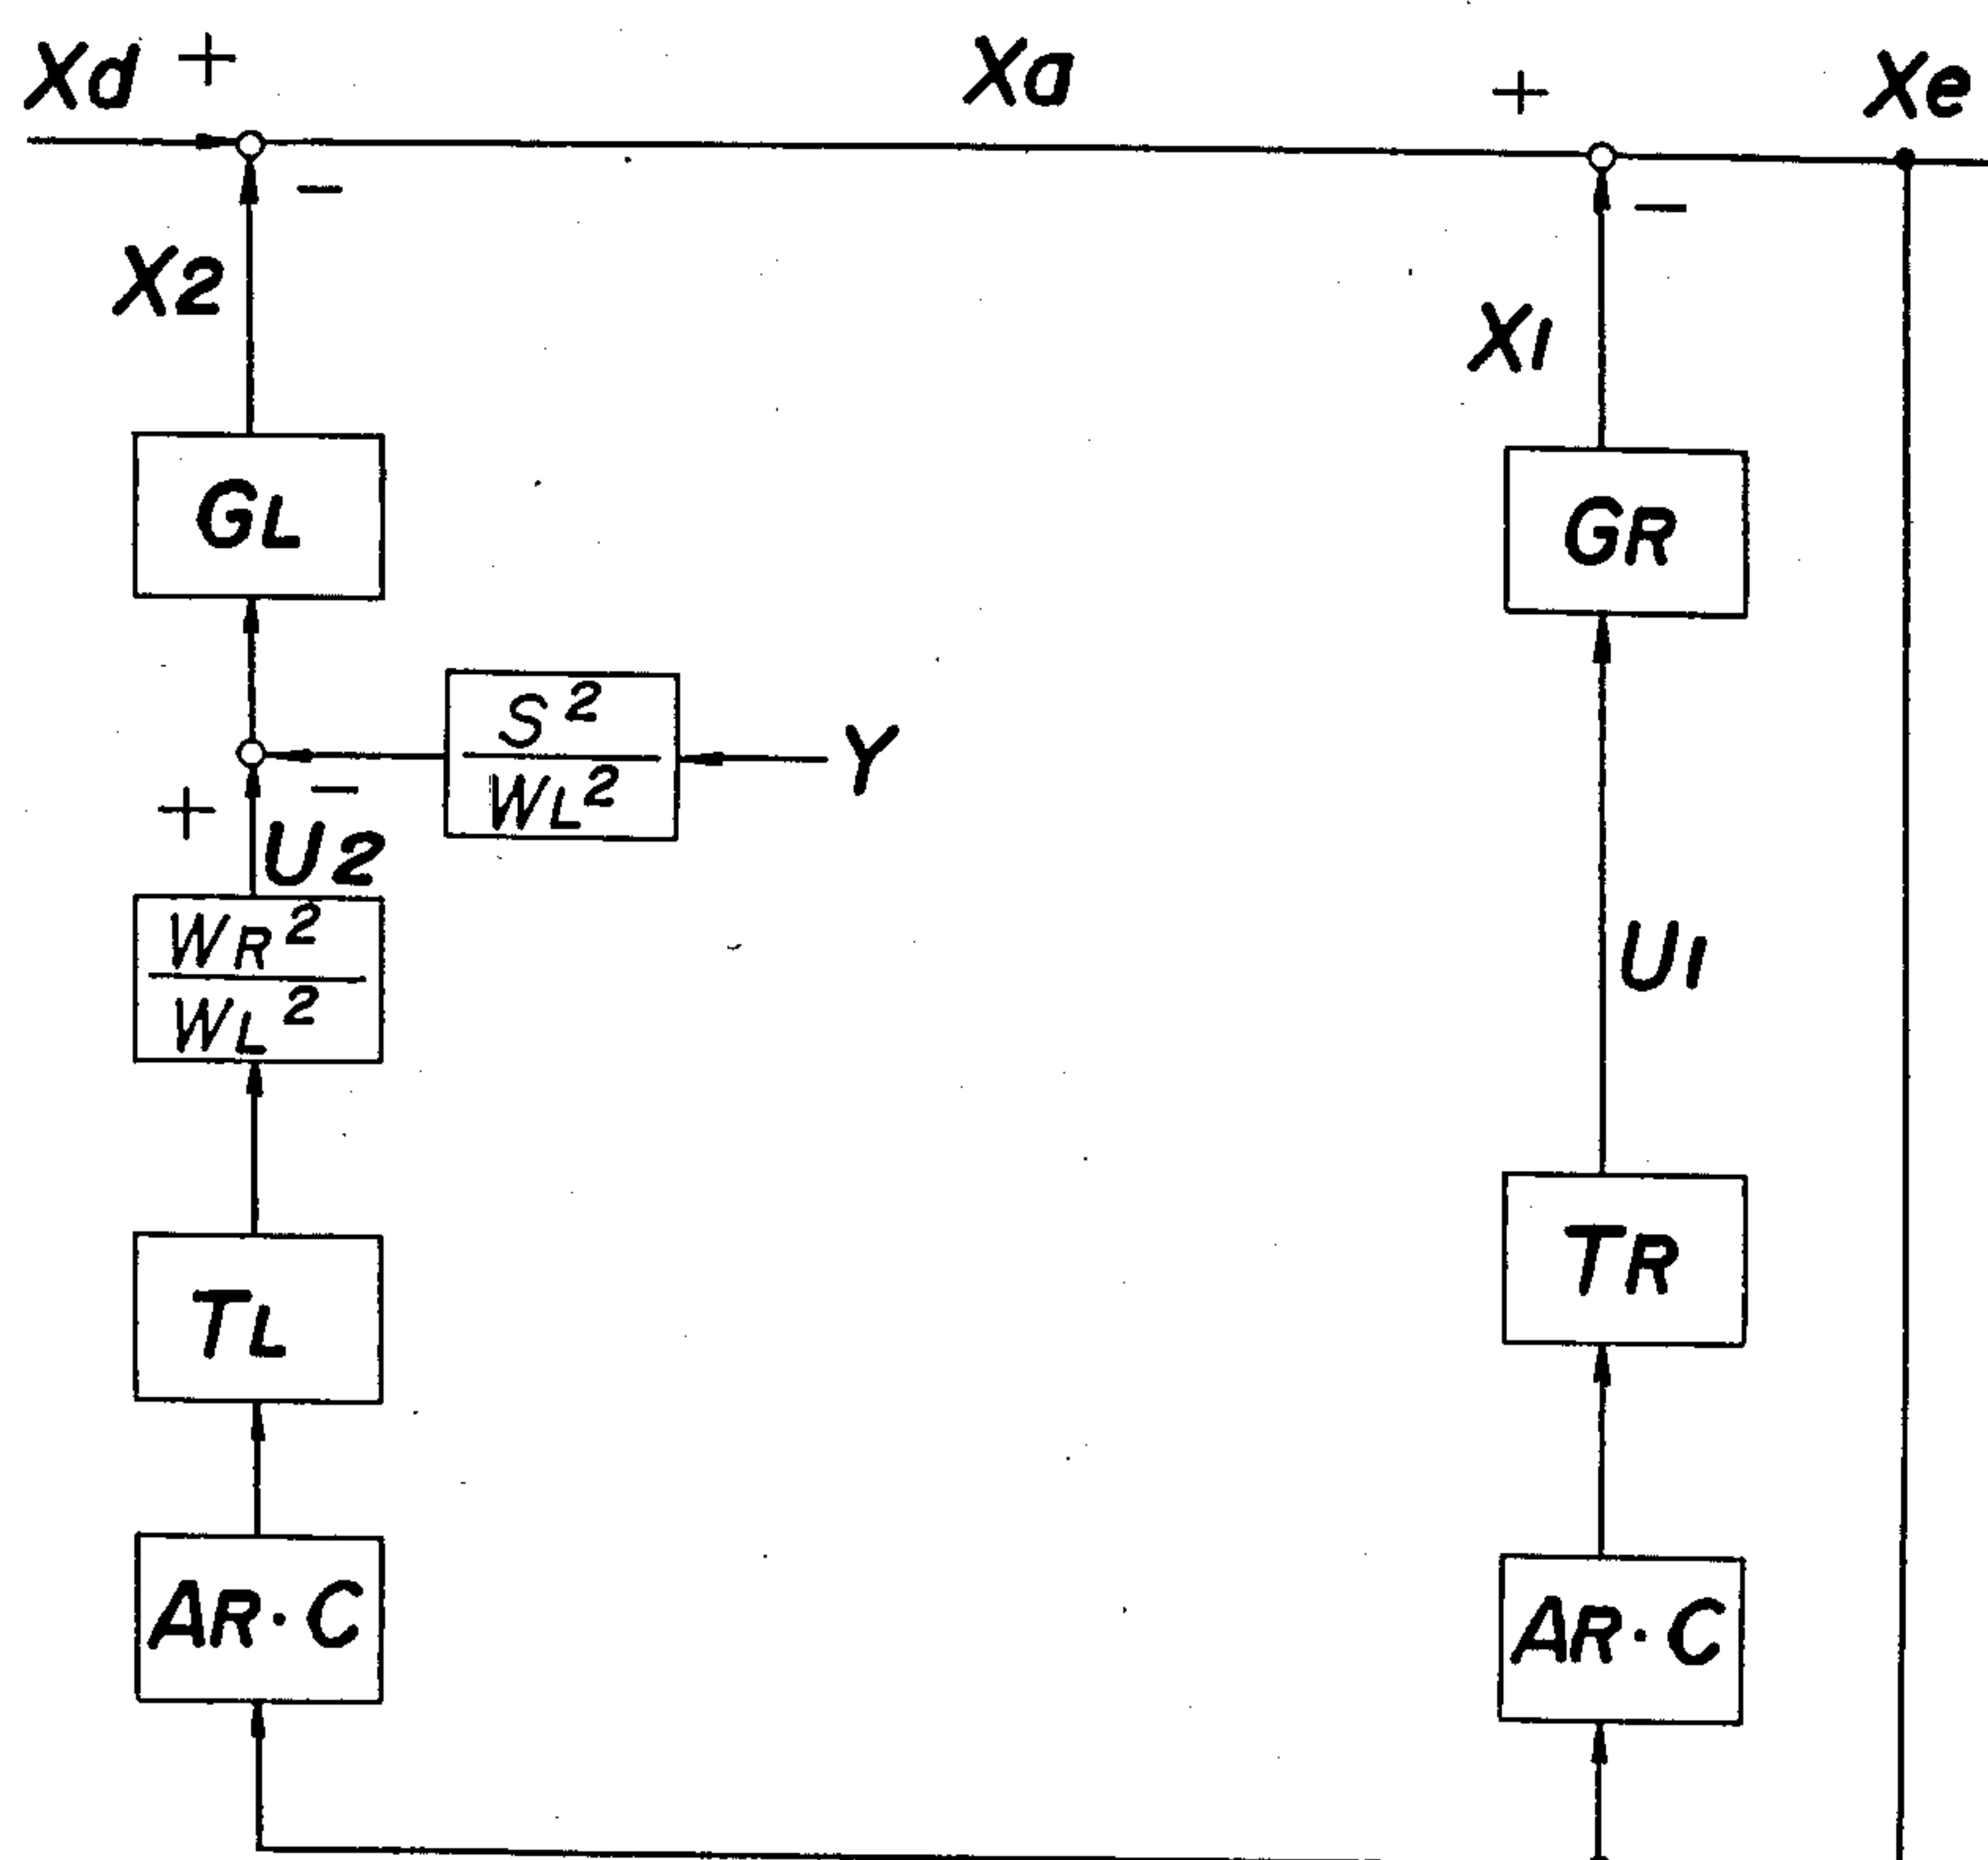 Xd + Xa + Xe
−
−
X2
X1
GL
GR
S²
WL²
Y
+
−
U2
WR²
WL²
U1
TR
TL
AR·C
AR·C